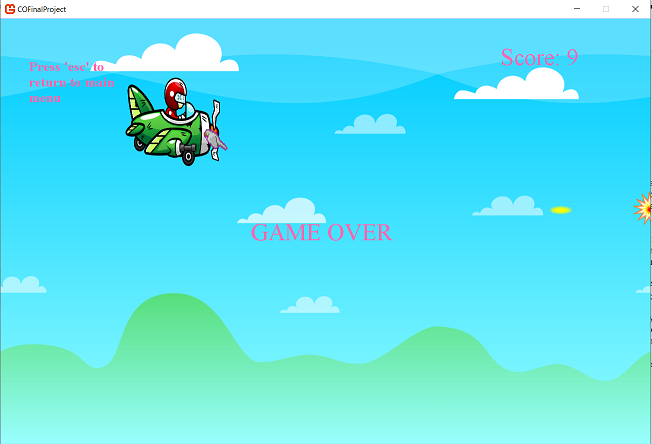 COFinalProject
Score: 9
Press 'esc' to
return to main
menu
GAME OVER